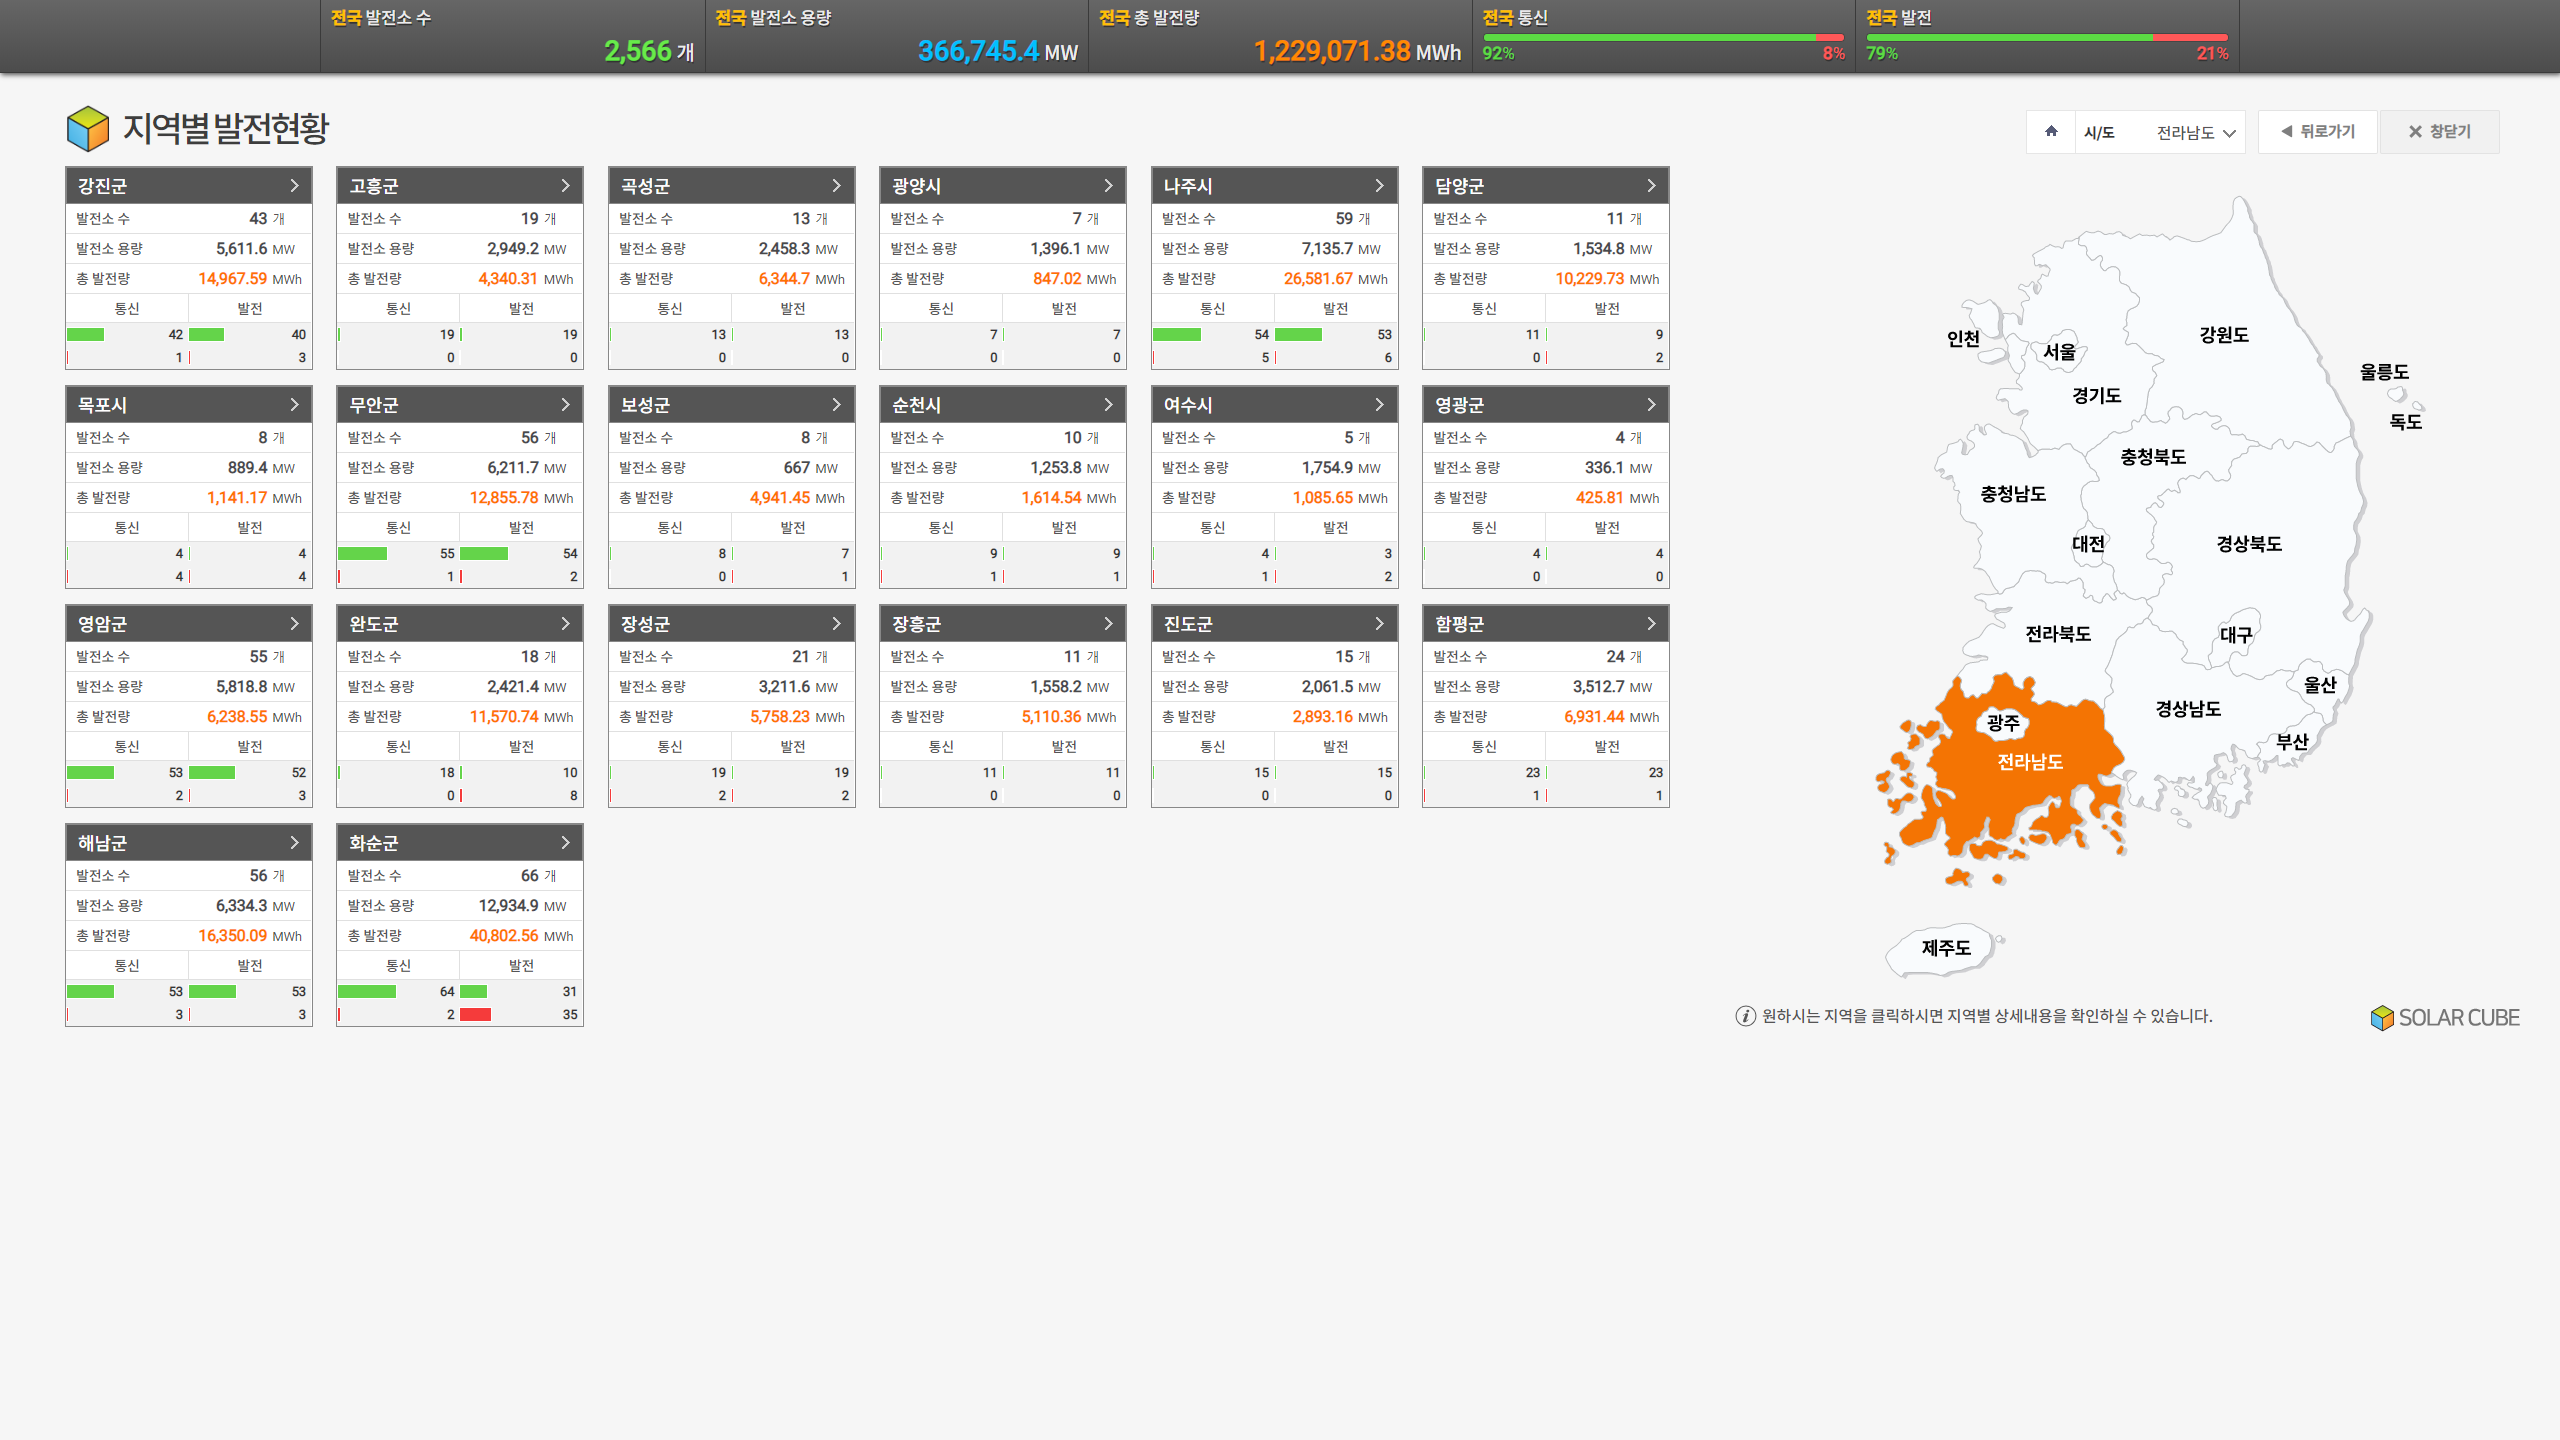 전국 발전소 수
2,566 개
전국 발전소 용량
366,745.4 MW
전국 총 발전량
1,229,071.38 MWh
전국 통신
92% 8%
전국 발전
79% 21%
지역별 발전현황
시/도 전라남도
뒤로가기
창닫기
강진군
발전소 수 43 개
발전소 용량 5,611.6 MW
총 발전량 14,967.59 MWh
통신 발전
42 40
1 3
고흥군
발전소 수 19 개
발전소 용량 2,949.2 MW
총 발전량 4,340.31 MWh
통신 발전
19 19
0 0
곡성군
발전소 수 13 개
발전소 용량 2,458.3 MW
총 발전량 6,344.7 MWh
통신 발전
13 13
0 0
광양시
발전소 수 7 개
발전소 용량 1,396.1 MW
총 발전량 847.02 MWh
통신 발전
7 7
0 0
나주시
발전소 수 59 개
발전소 용량 7,135.7 MW
총 발전량 26,581.67 MWh
통신 발전
54 53
5 6
담양군
발전소 수 11 개
발전소 용량 1,534.8 MW
총 발전량 10,229.73 MWh
통신 발전
11 9
0 2
목포시
발전소 수 8 개
발전소 용량 889.4 MW
총 발전량 1,141.17 MWh
통신 발전
4 4
4 4
무안군
발전소 수 56 개
발전소 용량 6,211.7 MW
총 발전량 12,855.78 MWh
통신 발전
55 54
1 2
보성군
발전소 수 8 개
발전소 용량 667 MW
총 발전량 4,941.45 MWh
통신 발전
8 7
0 1
순천시
발전소 수 10 개
발전소 용량 1,253.8 MW
총 발전량 1,614.54 MWh
통신 발전
9 9
1 1
여수시
발전소 수 5 개
발전소 용량 1,754.9 MW
총 발전량 1,085.65 MWh
통신 발전
4 3
1 2
영광군
발전소 수 4 개
발전소 용량 336.1 MW
총 발전량 425.81 MWh
통신 발전
4 4
0 0
영암군
발전소 수 55 개
발전소 용량 5,818.8 MW
총 발전량 6,238.55 MWh
통신 발전
53 52
2 3
완도군
발전소 수 18 개
발전소 용량 2,421.4 MW
총 발전량 11,570.74 MWh
통신 발전
18 10
0 8
장성군
발전소 수 21 개
발전소 용량 3,211.6 MW
총 발전량 5,758.23 MWh
통신 발전
19 19
2 2
장흥군
발전소 수 11 개
발전소 용량 1,558.2 MW
총 발전량 5,110.36 MWh
통신 발전
11 11
0 0
진도군
발전소 수 15 개
발전소 용량 2,061.5 MW
총 발전량 2,893.16 MWh
통신 발전
15 15
0 0
함평군
발전소 수 24 개
발전소 용량 3,512.7 MW
총 발전량 6,931.44 MWh
통신 발전
23 23
1 1
해남군
발전소 수 56 개
발전소 용량 6,334.3 MW
총 발전량 16,350.09 MWh
통신 발전
53 53
3 3
화순군
발전소 수 66 개
발전소 용량 12,934.9 MW
총 발전량 40,802.56 MWh
통신 발전
64 31
2 35
강원도
인천
서울
울릉도
경기도
독도
충청북도
충청남도
대전
경상북도
전라북도
대구
울산
경상남도
광주
부산
전라남도
제주도
원하시는 지역을 클릭하시면 지역별 상세내용을 확인하실 수 있습니다.
SOLAR CUBE